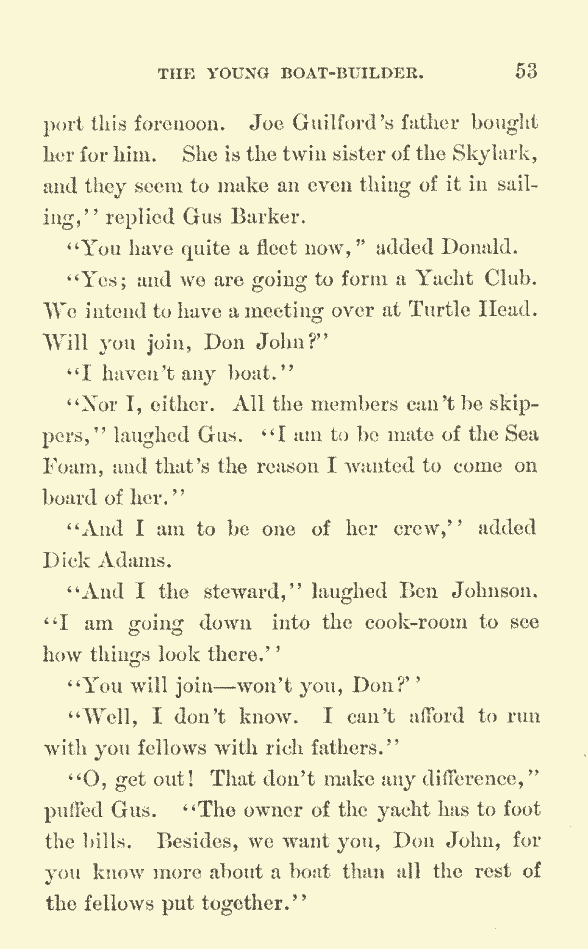 THE YOUNG BOAT-BUILDER. 53
port this forenoon. Joe Guilford's father bought
her for him. She is the twin sister of the Skylark,
and they seem to make an even thing of it in sail-
ing," replied Gus Barker.
"You have quite a fleet now," added Donald.
"Yes; and we are going to form a Yacht Club.
We intend to have a meeting over at Turtle Head.
Will you join, Don John?"
"I haven't any boat."
"Nor I, either. All the members can't be skip-
pers," laughed Gus. "I am to be mate of the Sea
Foam, and that's the reason I wanted to come on
board of her."
"And I am to be one of her crew," added
Dick Adams.
"And I the steward," laughed Ben Johnson.
"I am going down into the cook-room to see
how things look there."
"You will join—won't you, Don?"
"Well, I don't know. I can't afford to run
with you fellows with rich fathers."
"O, get out! That don't make any difference,"
puffed Gus. "The owner of the yacht has to foot
the bills. Besides, we want you, Don John, for
you know more about a boat than all the rest of
the fellows put together."